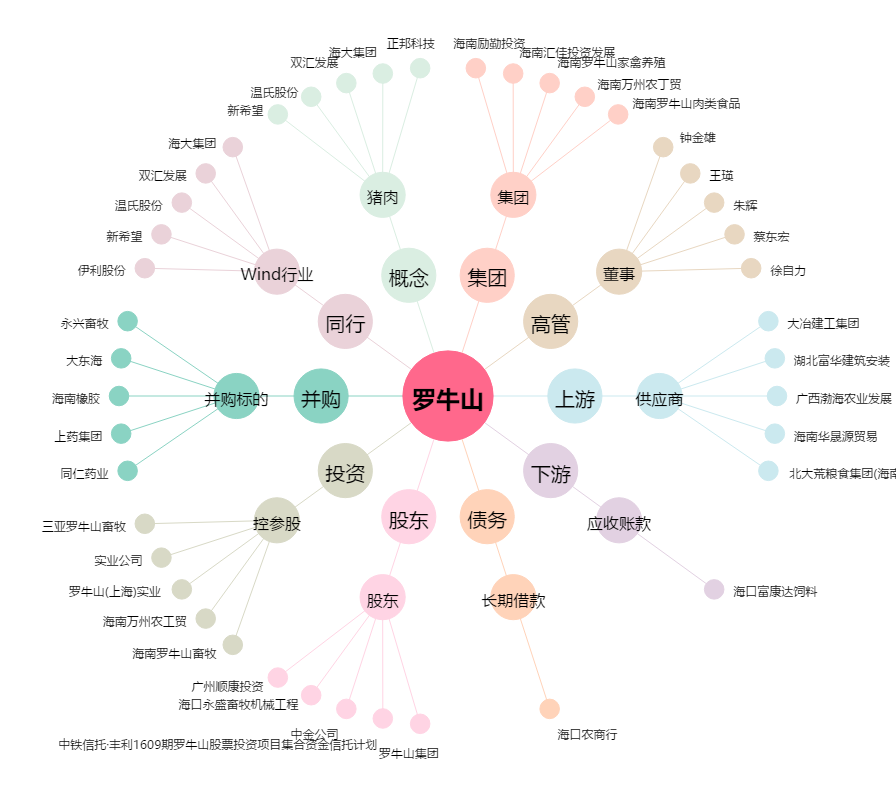 正邦科技
海大集团
双汇发展
温氏股份
新希望
猪肉
概念
海南励勤投资
海南汇佳投资发展
海南罗牛山家禽养殖
海南万州农丁贸
海南罗牛山肉类食品
集团
集团
海大集团
双汇发展
温氏股份
新希望
伊利股份
Wind行业
同行
钟金雄
王瑛
朱辉
蔡东宏
徐自力
董事
高管
永兴畜牧
大东海
海南橡胶
上药集团
同仁药业
并购标的
并购
罗牛山
上游
供应商
大冶建工集团
湖北富华建筑安装
广西渤海农业发展
海南华晟源贸易
北大荒粮食集团(海南
投资
控参股
三亚罗牛山畜牧
实业公司
罗牛山(上海)实业
海南万州农工贸
海南罗牛山畜牧
下游
应收账款
海口富康达饲料
股东
股东
广州顺康投资
海口永盛畜牧机械工程
中金公司
中铁信托·丰利1609期罗牛山股票投资项目集合资金信托计划
罗牛山集团
债务
长期借款
海口农商行